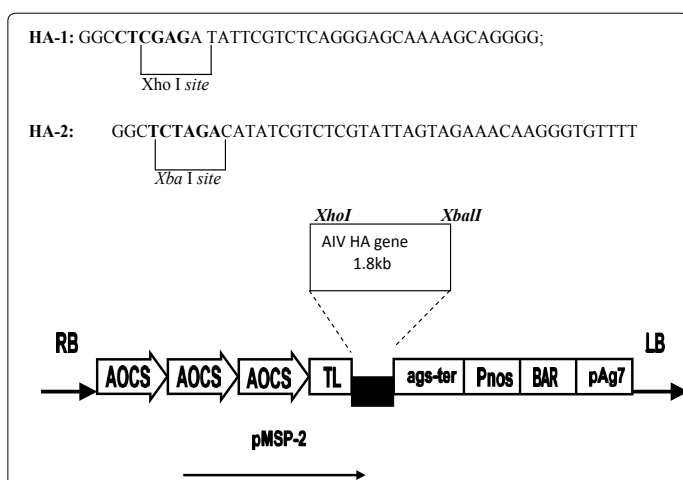 HA-1: GGCCTCGAGA TATTCGTCTCAGGGAGCAAAAGCAGGGG;
Xho I site
HA-2: GGCTCTAGACATATCGTCTCGTATTAGTAGAAACAAGGGTGTTTT
Xba I site
XhoI XbalI
AIV HA gene
1.8kb
RB LB
AOCS AOCS AOCS TL ags-ter Pnos BAR pAg7
pMSP-2